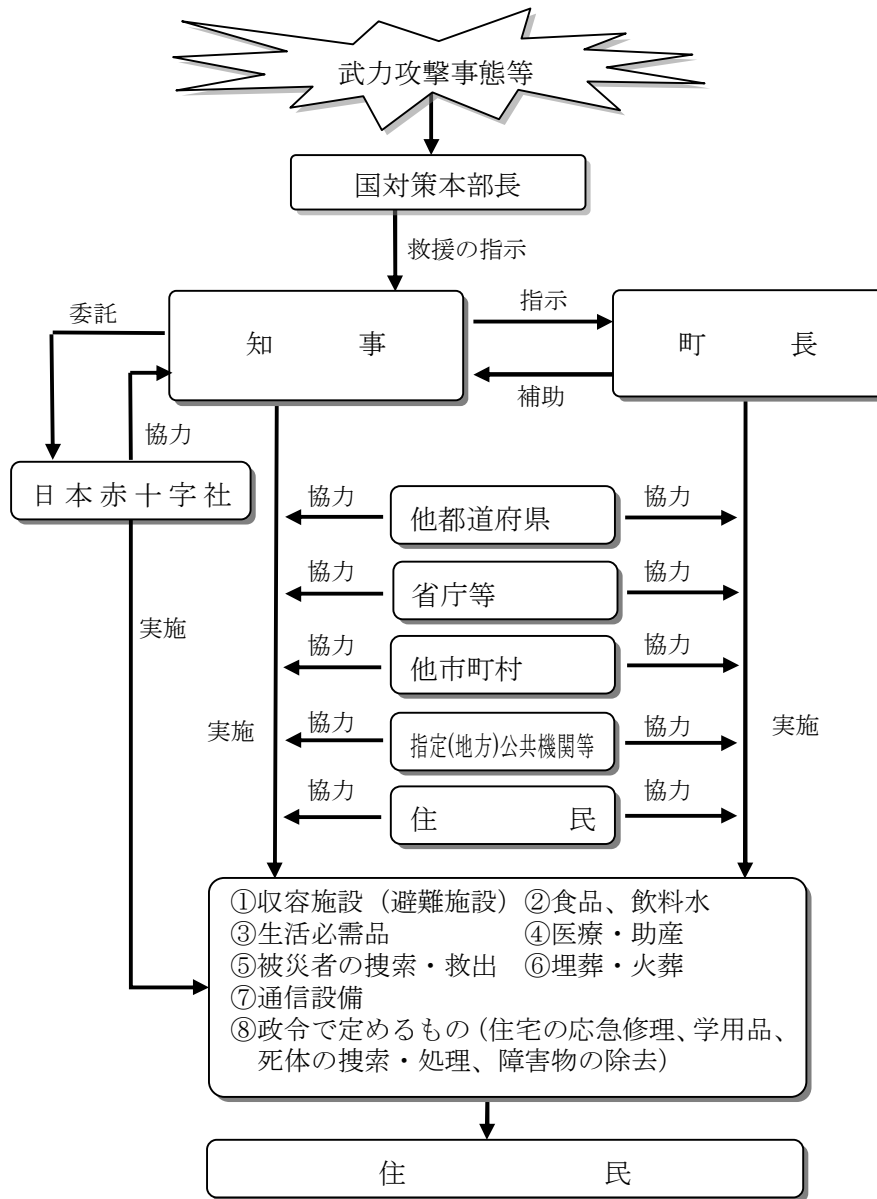 武力攻撃事態等
国対策本部長
救援の指示
委託
知　　事
指示
町　　長
補助
協力
日本赤十字社
協力
他都道府県
協力
協力
省庁等
協力
実施
協力
他市町村
協力
実施
協力
指定(地方)公共機関等
協力
実施
協力
住　　民
協力
①収容施設（避難施設）②食品、飲料水
③生活必需品　④医療・助産
⑤被災者の捜索・救出　⑥埋葬・火葬
⑦通信設備
⑧政令で定めるもの（住宅の応急修理、学用品、
死体の捜索・処理、障害物の除去）
住　　民